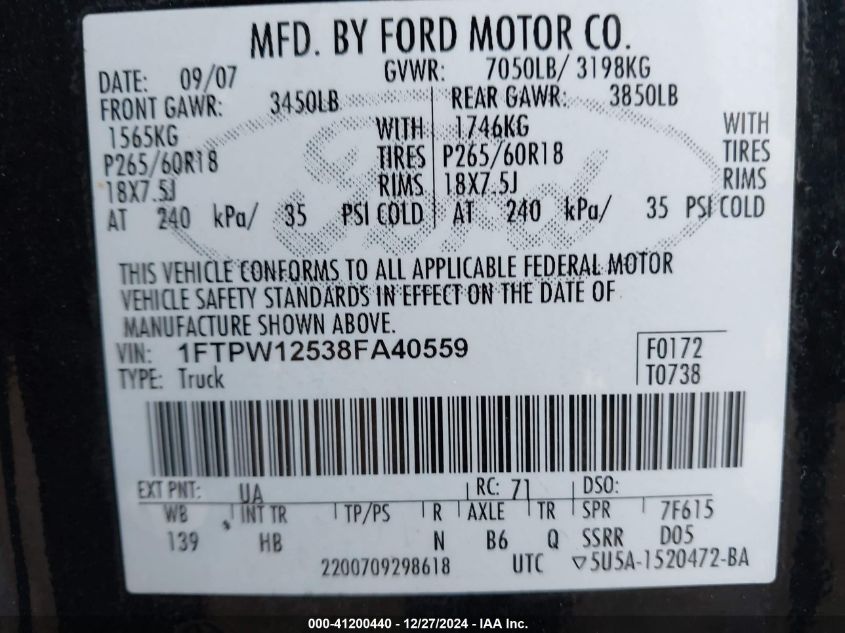 MFD. BY FORD MOTOR CO.
DATE: 09/07 GVWR: 7050LB/ 3198KG
FRONT GAWR: 3450LB REAR GAWR: 3850LB
1565KG WITH 1746KG WITH
P265/60R18 TIRES P265/60R18 TIRES
18X7.5J RIMS 18X7.5J RIMS
AT 240 kPa/ 35 PSI COLD AT 240 kPa/ 35 PSI COLD
Ford
THIS VEHICLE CONFORMS TO ALL APPLICABLE FEDERAL MOTOR
VEHICLE SAFETY STANDARDS IN EFFECT ON THE DATE OF
MANUFACTURE SHOWN ABOVE.
VIN: 1FTPW12538FA40559 F0172
TYPE: Truck T0738
EXT PNT: UA RC: 71 DSO:
WB INT TR TP/PS R AXLE TR SPR 7F615
139 HB N B6 Q SSRR D05
2200709298618 UTC ▽5U5A-1520472-BA
000-41200440 - 12/27/2024 - IAA Inc.